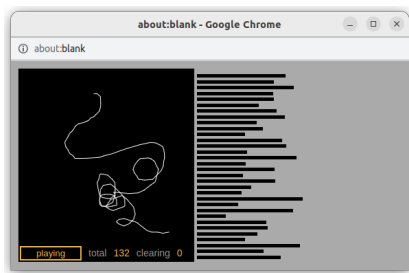 about:blank - Google Chrome
about:blank
playing total 132 clearing 0